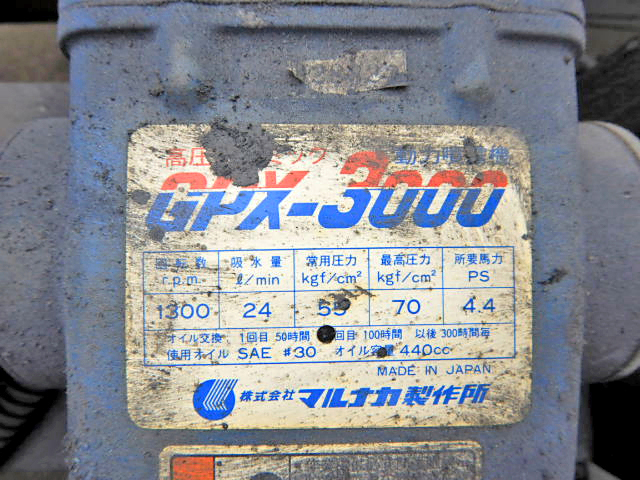 高圧 ミック 動力噴霧機
GPX-3000
回転数 吸水量 常用圧力 最高圧力 所要馬力
r.p.m. ℓ/min kgf/cm² kgf/cm² PS
1300 24 55 70 4.4
オイル交換 1回目 50時間 回目 100時間 以後 300時間毎
使用オイル SAE #30 オイル容量 440cc
MADE IN JAPAN
株式会社 マルナカ製作所